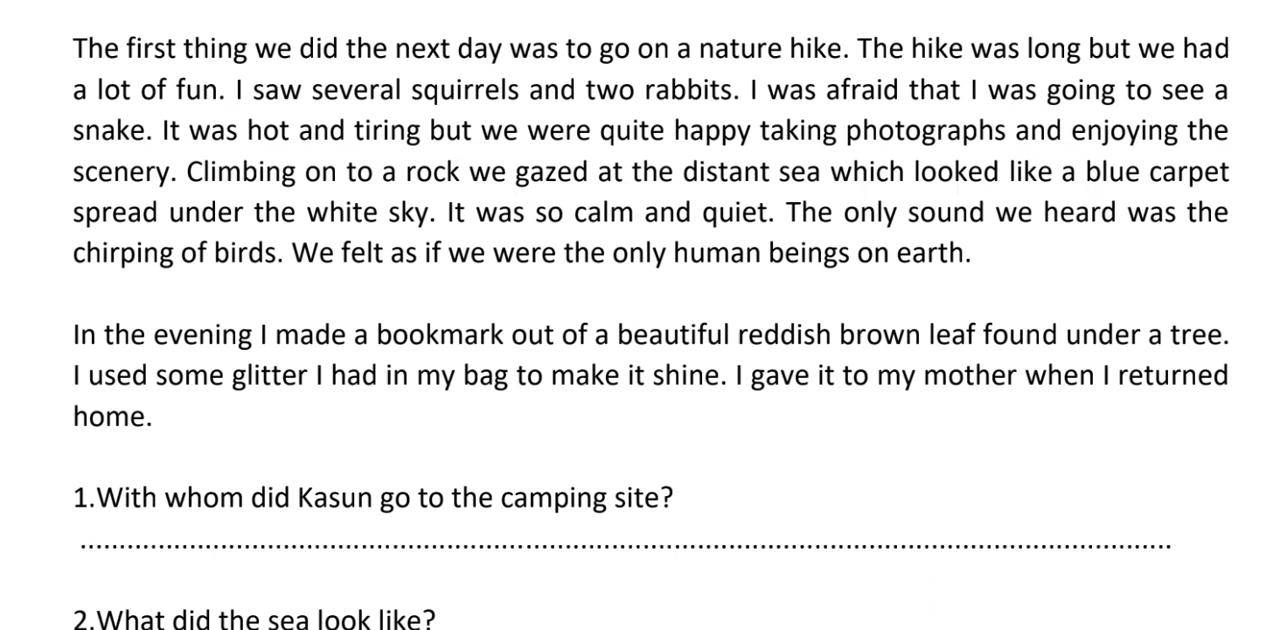 The first thing we did the next day was to go on a nature hike. The hike was long but we had
a lot of fun. I saw several squirrels and two rabbits. I was afraid that I was going to see a
snake. It was hot and tiring but we were quite happy taking photographs and enjoying the
scenery. Climbing on to a rock we gazed at the distant sea which looked like a blue carpet
spread under the white sky. It was so calm and quiet. The only sound we heard was the
chirping of birds. We felt as if we were the only human beings on earth.
In the evening I made a bookmark out of a beautiful reddish brown leaf found under a tree.
I used some glitter I had in my bag to make it shine. I gave it to my mother when I returned
home.
1.With whom did Kasun go to the camping site?
....................................................................................................................................................
2.What did the sea look like?